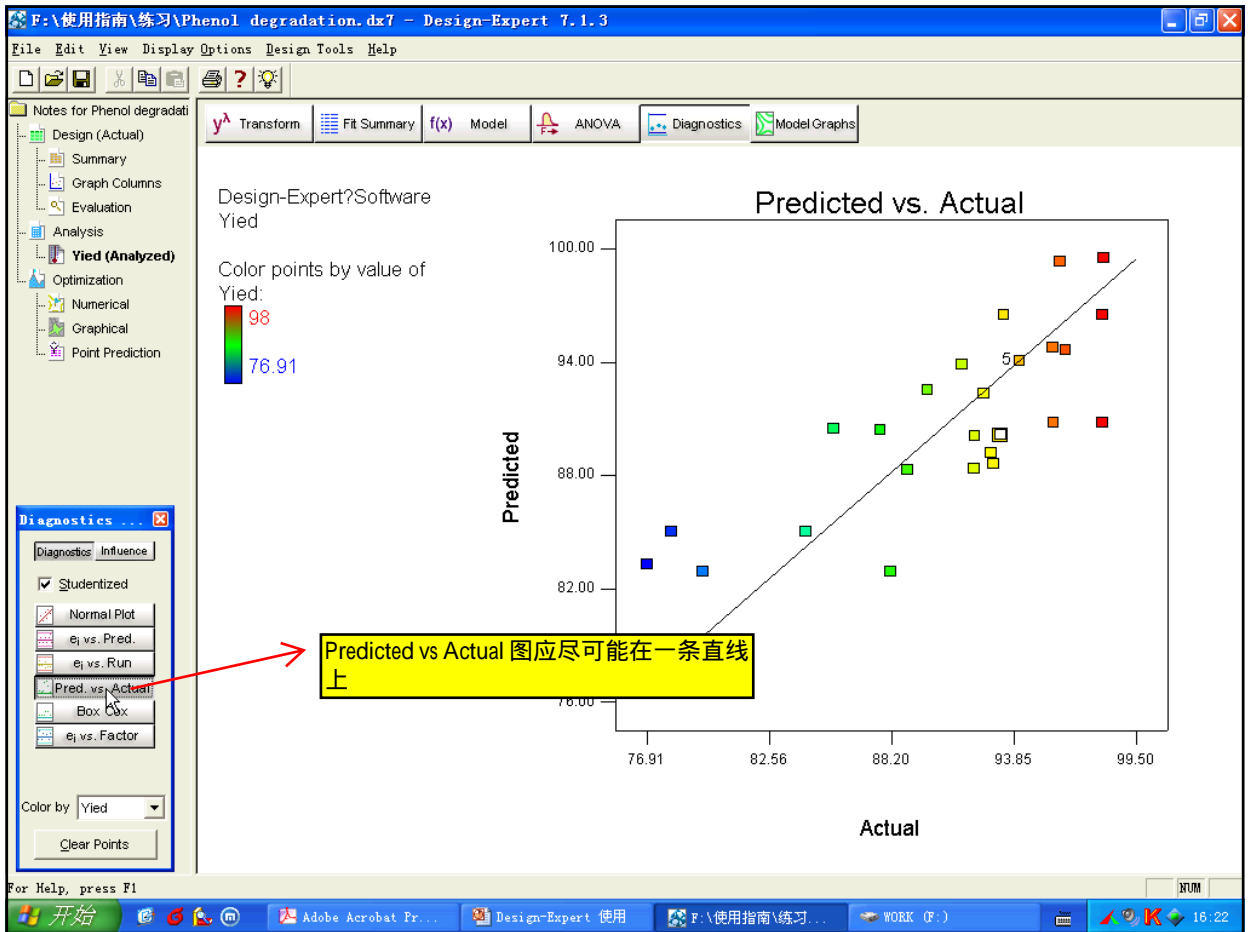 F:\使用指南\练习\Phenol degradation.dx7 - Design-Expert 7.1.3
File Edit View Display Options Design Tools Help
Notes for Phenol degradati
Design (Actual)
Summary
Graph Columns
Evaluation
Analysis
Yied (Analyzed)
Optimization
Numerical
Graphical
Point Prediction
yλ Transform
Fit Summary
f(x) Model
ANOVA
Diagnostics
Model Graphs
Design-Expert?Software
Yied
Color points by value of
Yied:
98
76.91
Predicted vs. Actual
100.00
94.00
88.00
82.00
76.00
Predicted
5
76.91 82.56 88.20 93.85 99.50
Actual
Predicted vs Actual 图应尽可能在一条直线
上
Diagnostics ...
Diagnostics Influence
Studentized
Normal Plot
ei vs. Pred.
ei vs. Run
Pred. vs. Actual
Box Cox
ei vs. Factor
Color by Yied
Clear Points
For Help, press F1
NUM
开始
Adobe Acrobat Pr...
Design-Expert 使用
F:\使用指南\练习...
WORK (F:)
16:22